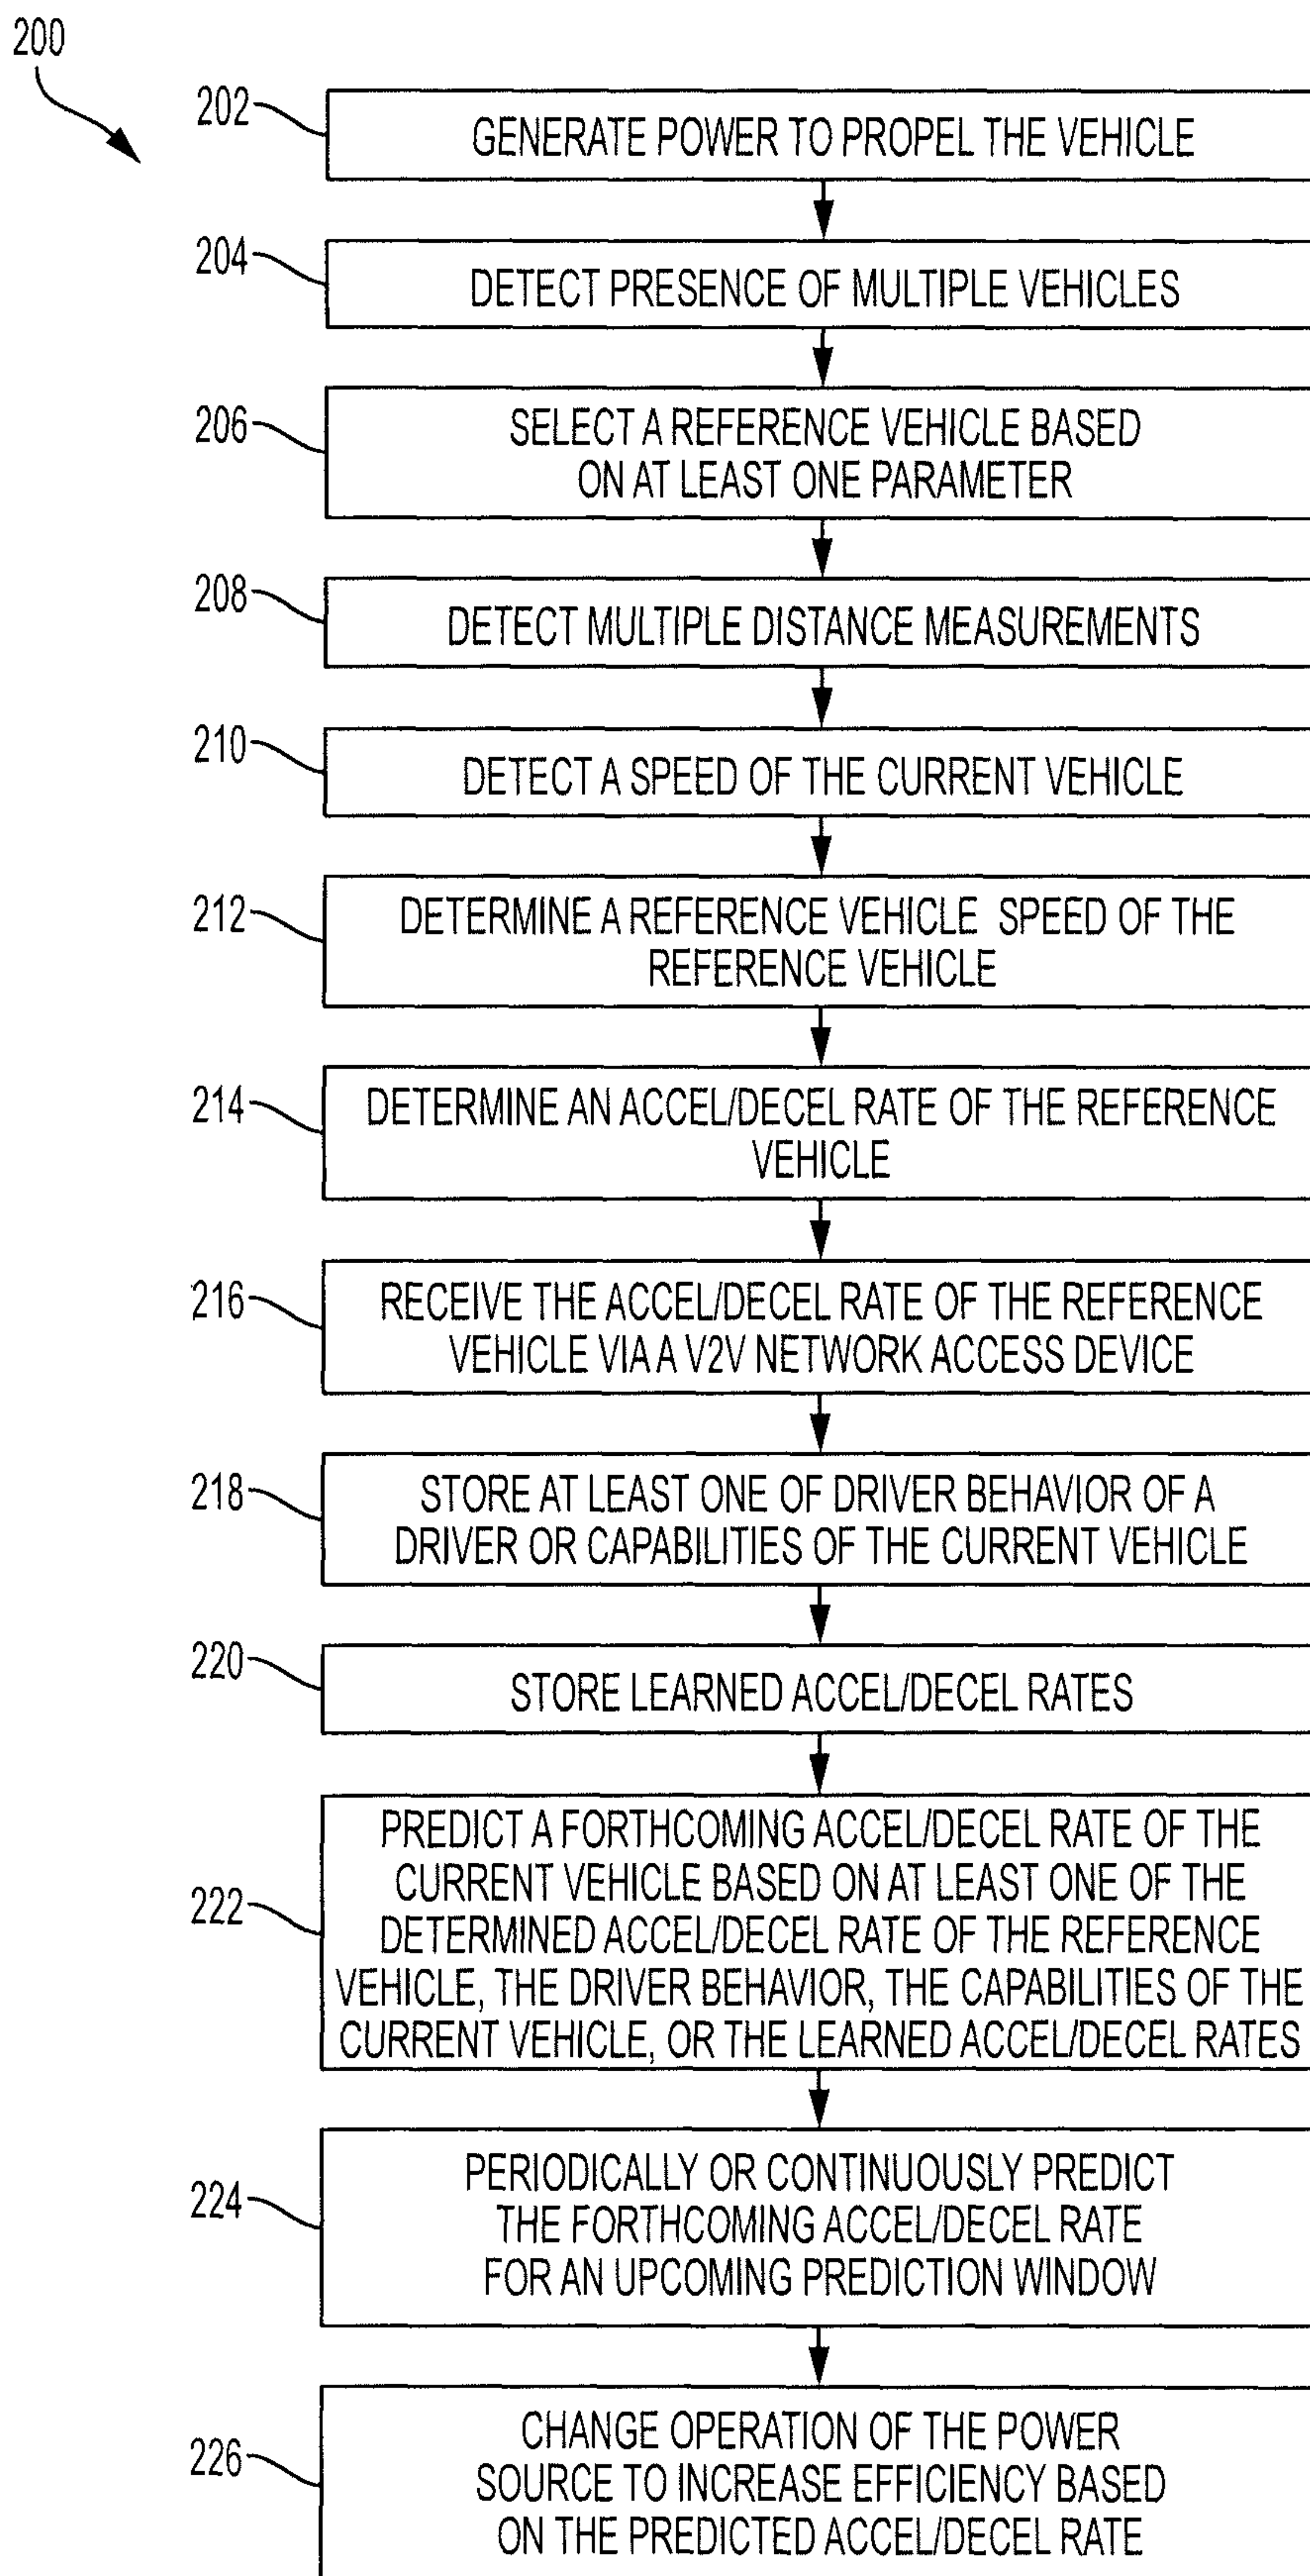 200
202
GENERATE POWER TO PROPEL THE VEHICLE
204
DETECT PRESENCE OF MULTIPLE VEHICLES
206
SELECT A REFERENCE VEHICLE BASED
ON AT LEAST ONE PARAMETER
208
DETECT MULTIPLE DISTANCE MEASUREMENTS
210
DETECT A SPEED OF THE CURRENT VEHICLE
212
DETERMINE A REFERENCE VEHICLE SPEED OF THE
REFERENCE VEHICLE
214
DETERMINE AN ACCEL/DECEL RATE OF THE REFERENCE
VEHICLE
216
RECEIVE THE ACCEL/DECEL RATE OF THE REFERENCE
VEHICLE VIA A V2V NETWORK ACCESS DEVICE
218
STORE AT LEAST ONE OF DRIVER BEHAVIOR OF A
DRIVER OR CAPABILITIES OF THE CURRENT VEHICLE
220
STORE LEARNED ACCEL/DECEL RATES
222
PREDICT A FORTHCOMING ACCEL/DECEL RATE OF THE
CURRENT VEHICLE BASED ON AT LEAST ONE OF THE
DETERMINED ACCEL/DECEL RATE OF THE REFERENCE
VEHICLE, THE DRIVER BEHAVIOR, THE CAPABILITIES OF THE
CURRENT VEHICLE, OR THE LEARNED ACCEL/DECEL RATES
224
PERIODICALLY OR CONTINUOUSLY PREDICT
THE FORTHCOMING ACCEL/DECEL RATE
FOR AN UPCOMING PREDICTION WINDOW
226
CHANGE OPERATION OF THE POWER
SOURCE TO INCREASE EFFICIENCY BASED
ON THE PREDICTED ACCEL/DECEL RATE